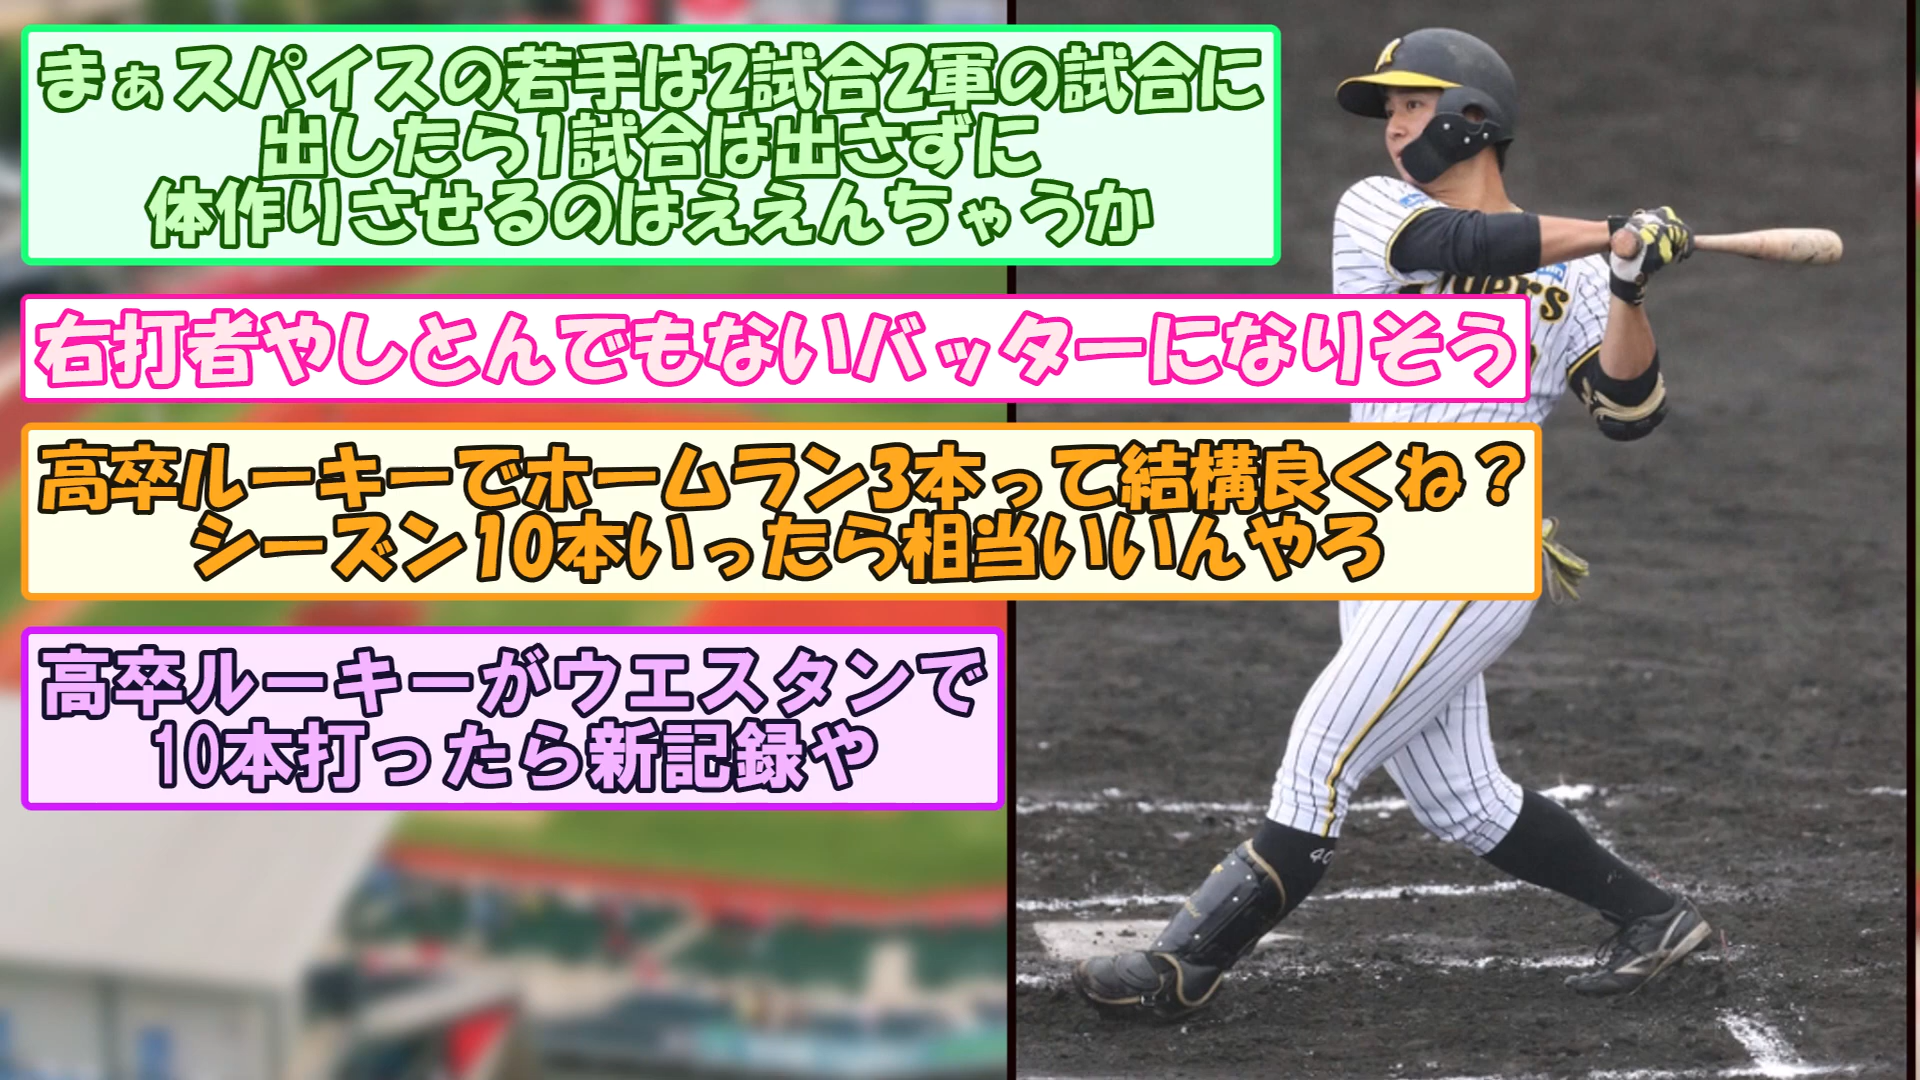 まぁスパイスの若手は2試合2軍の試合に
出したら1試合は出さずに
体作りさせるのはええんちゃうか
右打者やしとんでもないバッターになりそう
高卒ルーキーでホームラン3本って結構良くね？
シーズン10本いったら相当いいんやろ
高卒ルーキーがウエスタンで
10本打ったら新記録や
Tigers
40